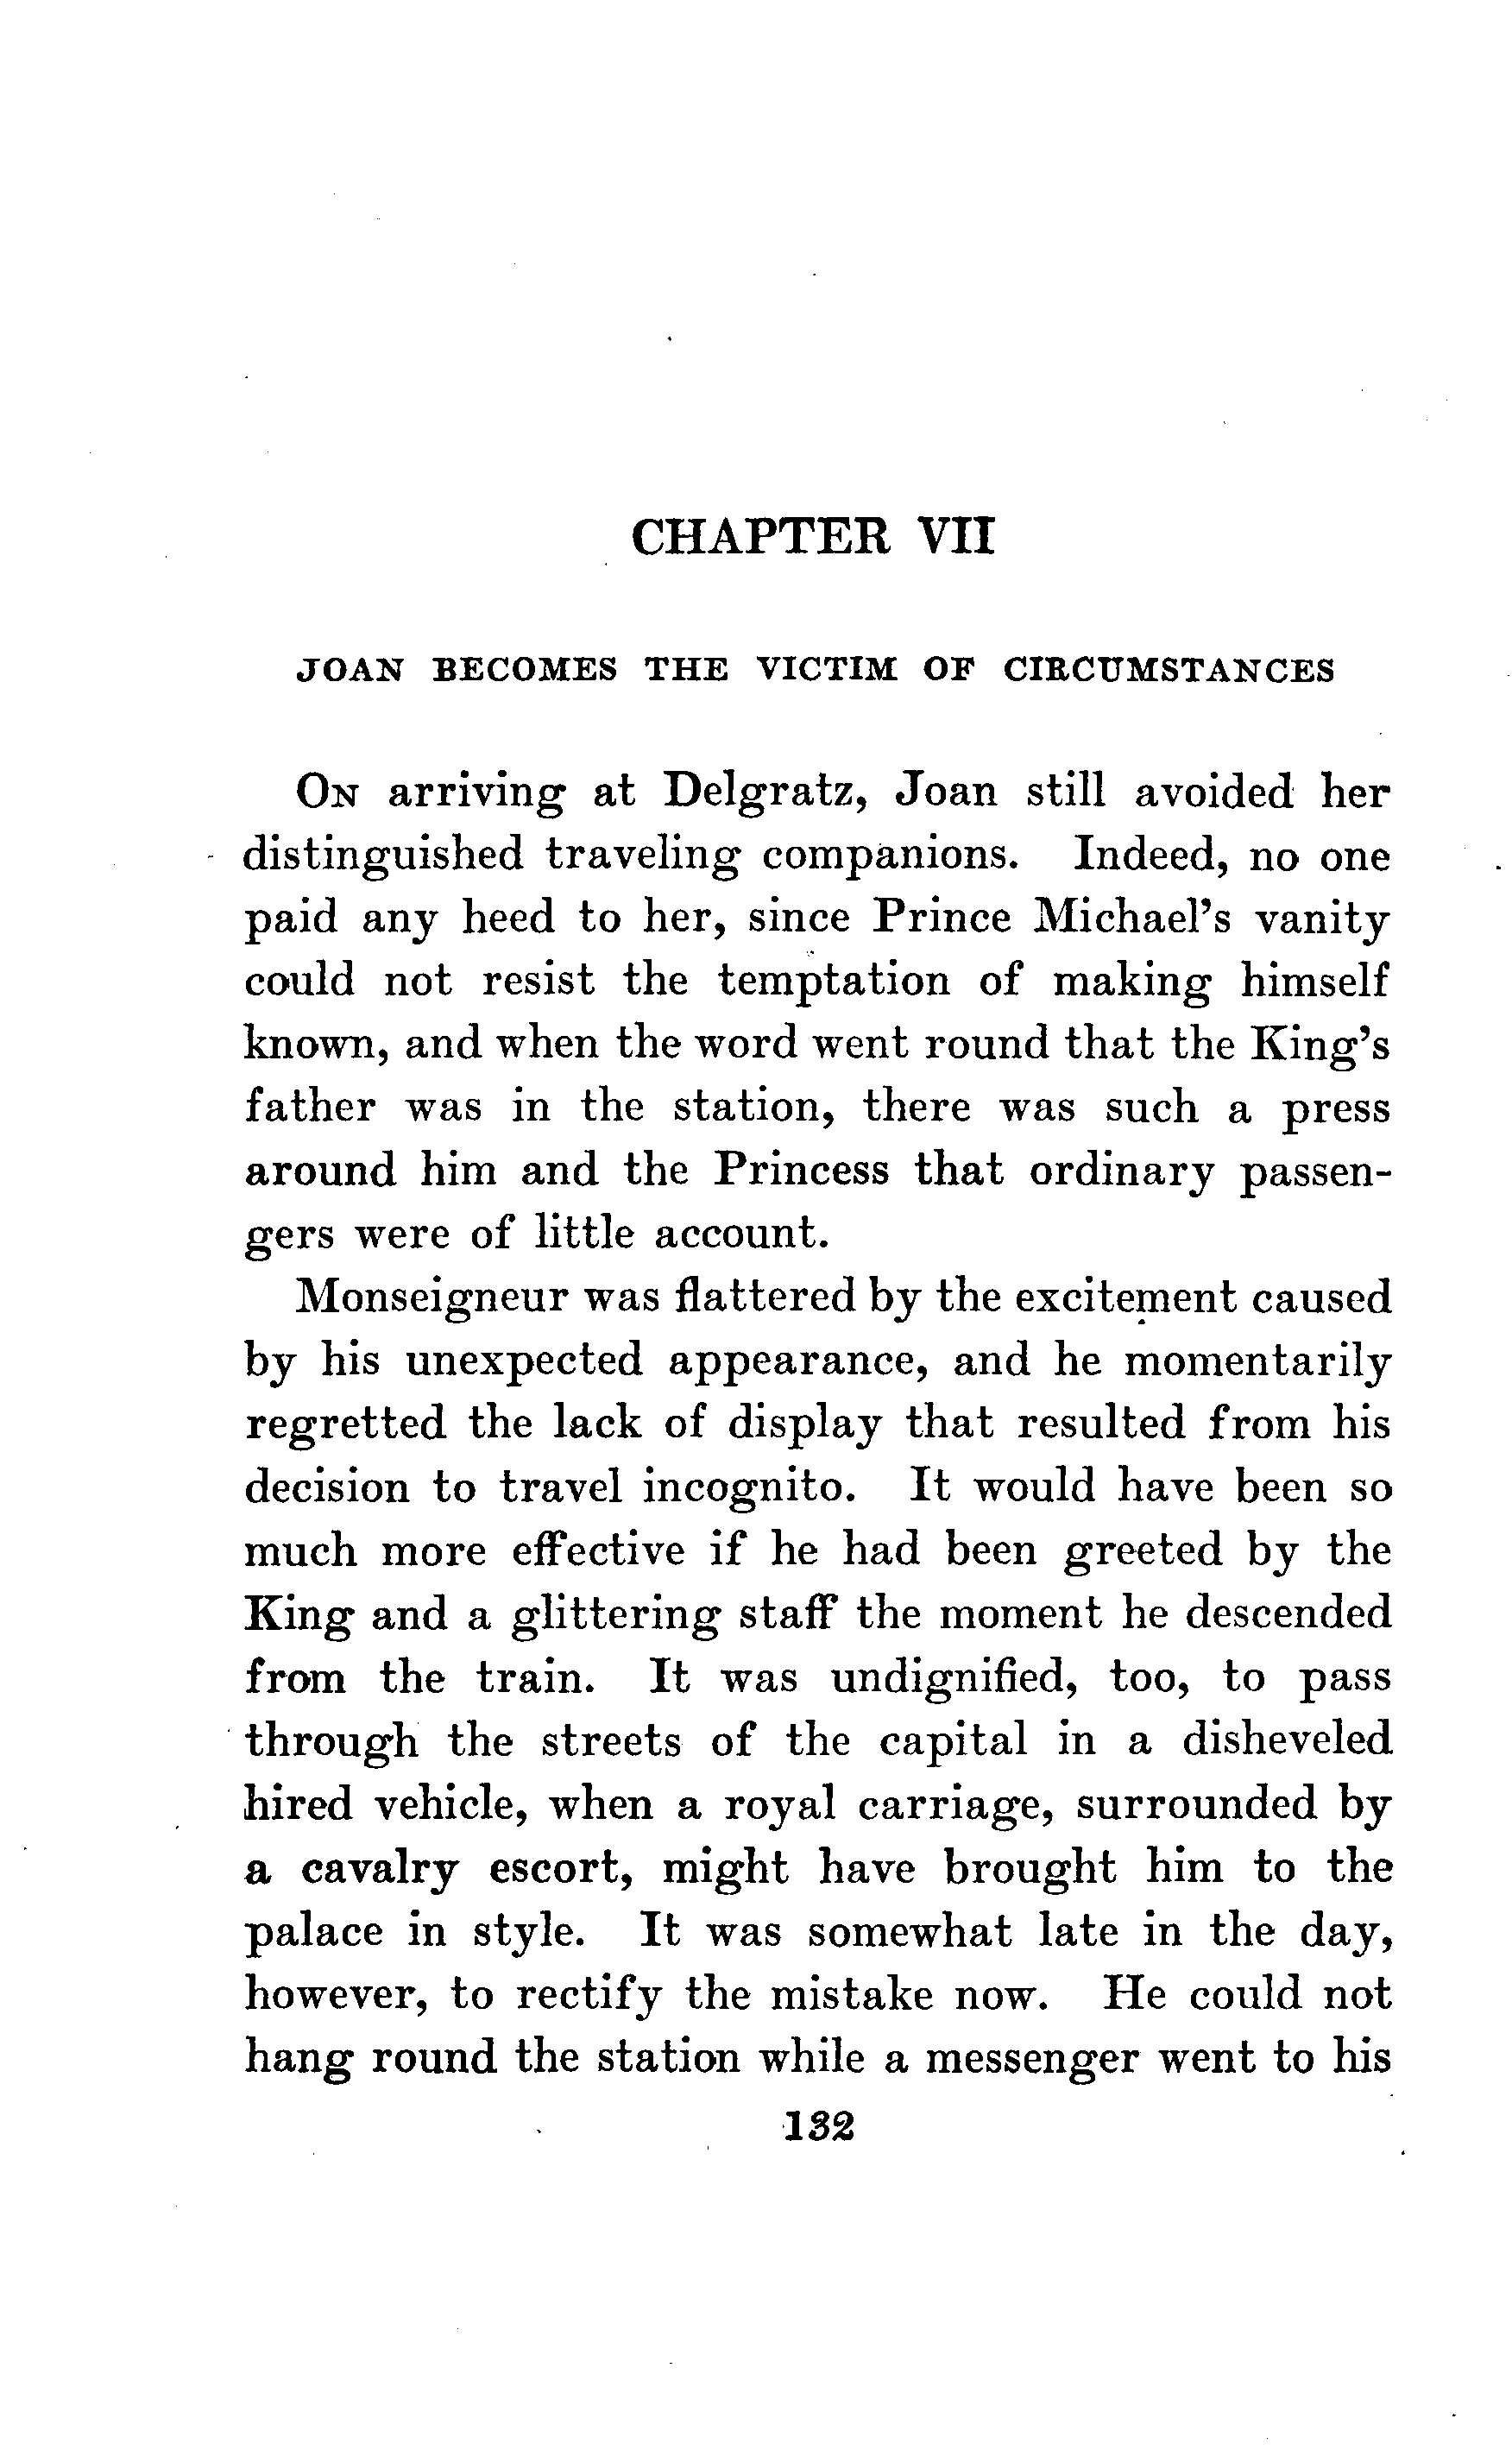 CHAPTER VII
JOAN BECOMES THE VICTIM OF CIRCUMSTANCES
ON arriving at Delgratz, Joan still avoided her
distinguished traveling companions. Indeed, no one
paid any heed to her, since Prince Michael's vanity
could not resist the temptation of making himself
known, and when the word went round that the King's
father was in the station, there was such a press
around him and the Princess that ordinary passen-
gers were of little account.
Monseigneur was flattered by the excitement caused
by his unexpected appearance, and he momentarily
regretted the lack of display that resulted from his
decision to travel incognito. It would have been so
much more effective if he had been greeted by the
King and a glittering staff the moment he descended
from the train. It was undignified, too, to pass
through the streets of the capital in a disheveled
hired vehicle, when a royal carriage, surrounded by
a cavalry escort, might have brought him to the
palace in style. It was somewhat late in the day,
however, to rectify the mistake now. He could not
hang round the station while a messenger went to his
132